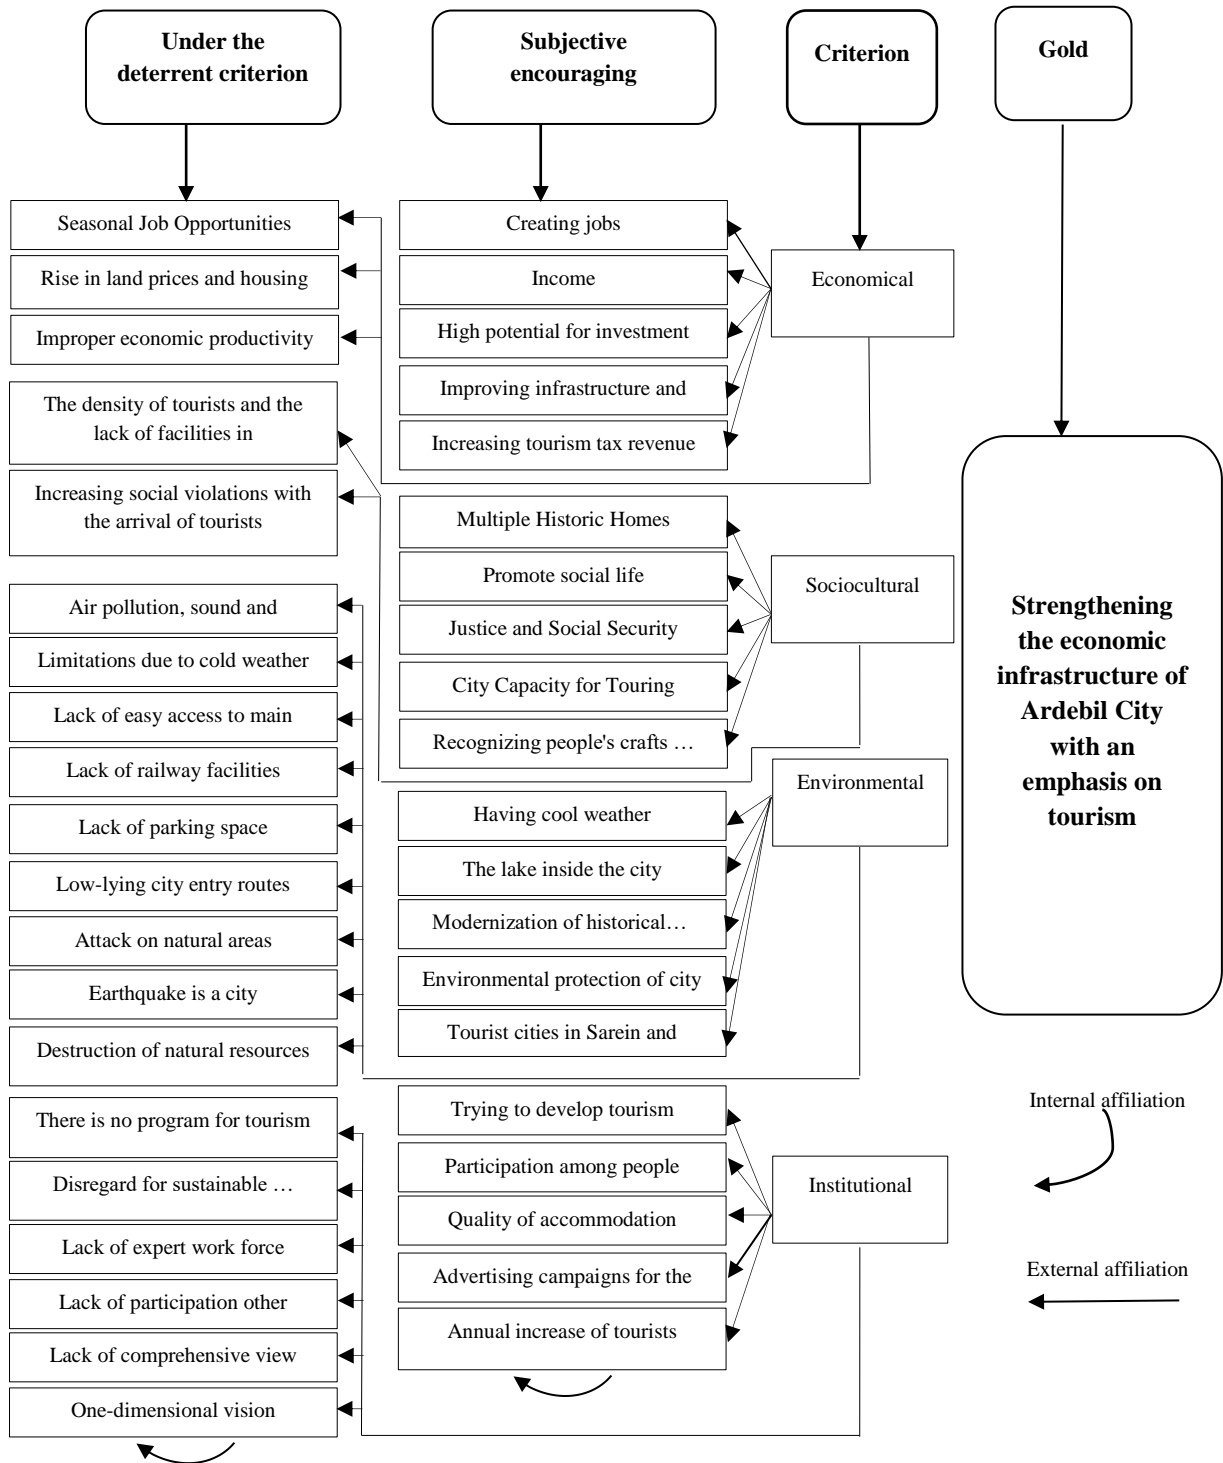 Under the
deterrent criterion
Subjective
encouraging
Criterion
Gold
Seasonal Job Opportunities
Rise in land prices and housing
Improper economic productivity
The density of tourists and the
lack of facilities in
Increasing social violations with
the arrival of tourists
Air pollution, sound and
Limitations due to cold weather
Lack of easy access to main
Lack of railway facilities
Lack of parking space
Low-lying city entry routes
Attack on natural areas
Earthquake is a city
Destruction of natural resources
There is no program for tourism
Disregard for sustainable …
Lack of expert work force
Lack of participation other
Lack of comprehensive view
One-dimensional vision
Creating jobs
Income
High potential for investment
Improving infrastructure and
Increasing tourism tax revenue
Multiple Historic Homes
Promote social life
Justice and Social Security
City Capacity for Touring
Recognizing people's crafts …
Having cool weather
The lake inside the city
Modernization of historical…
Environmental protection of city
Tourist cities in Sarein and
Trying to develop tourism
Participation among people
Quality of accommodation
Advertising campaigns for the
Annual increase of tourists
Economical
Sociocultural
Environmental
Institutional
Strengthening
the economic
infrastructure of
Ardebil City
with an
emphasis on
tourism
Internal affiliation
External affiliation